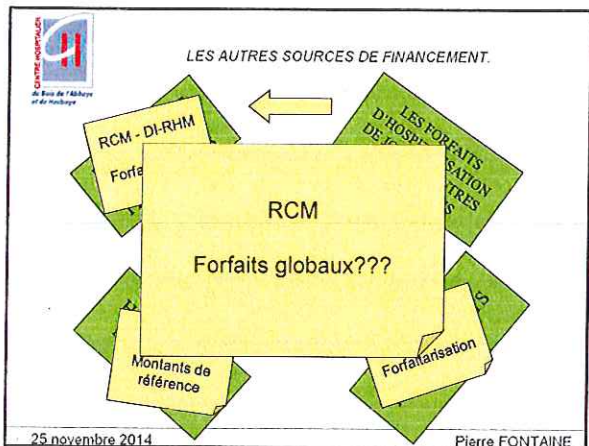 CENTRE HOSPITALIER
du Bois de l'Abbaye
et de Hesbaye
LES AUTRES SOURCES DE FINANCEMENT.
RCM - DI-RHM
LES FORFAITS
D'HOSPITALISATION
DE
RCM
Forfaits globaux???
Montants de
référence
Forfaitarisation
25 novembre 2014
Pierre FONTAINE